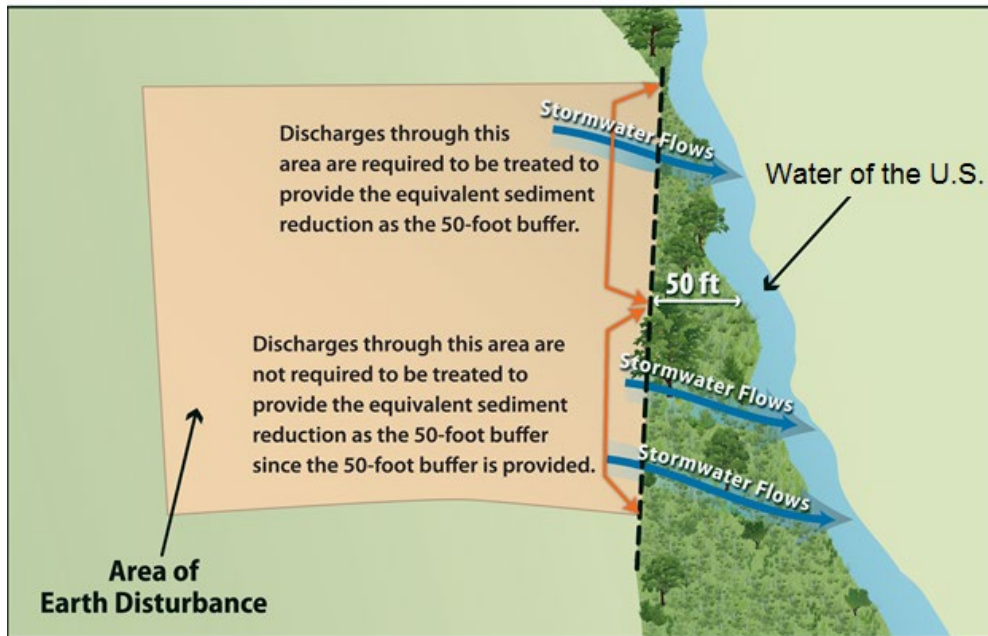 Stormwater Flows
Discharges through this
area are required to be treated to
provide the equivalent sediment
reduction as the 50-foot buffer.
Water of the U.S.
50 ft
Discharges through this area are
not required to be treated to
provide the equivalent sediment
reduction as the 50-foot buffer
since the 50-foot buffer is provided.
Stormwater Flows
Stormwater Flows
Area of
Earth Disturbance